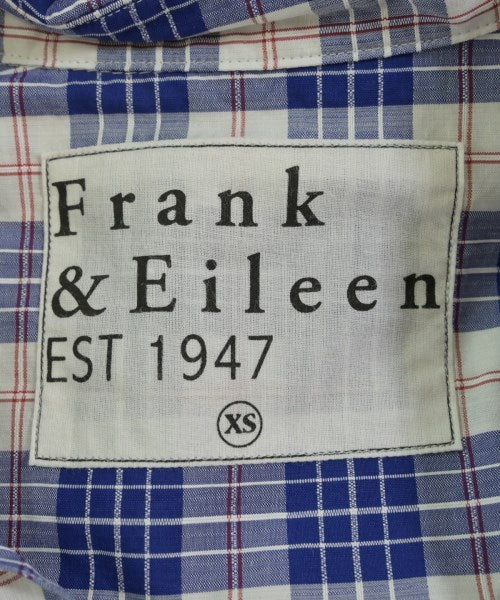 Frank
& Eileen
EST 1947
XS